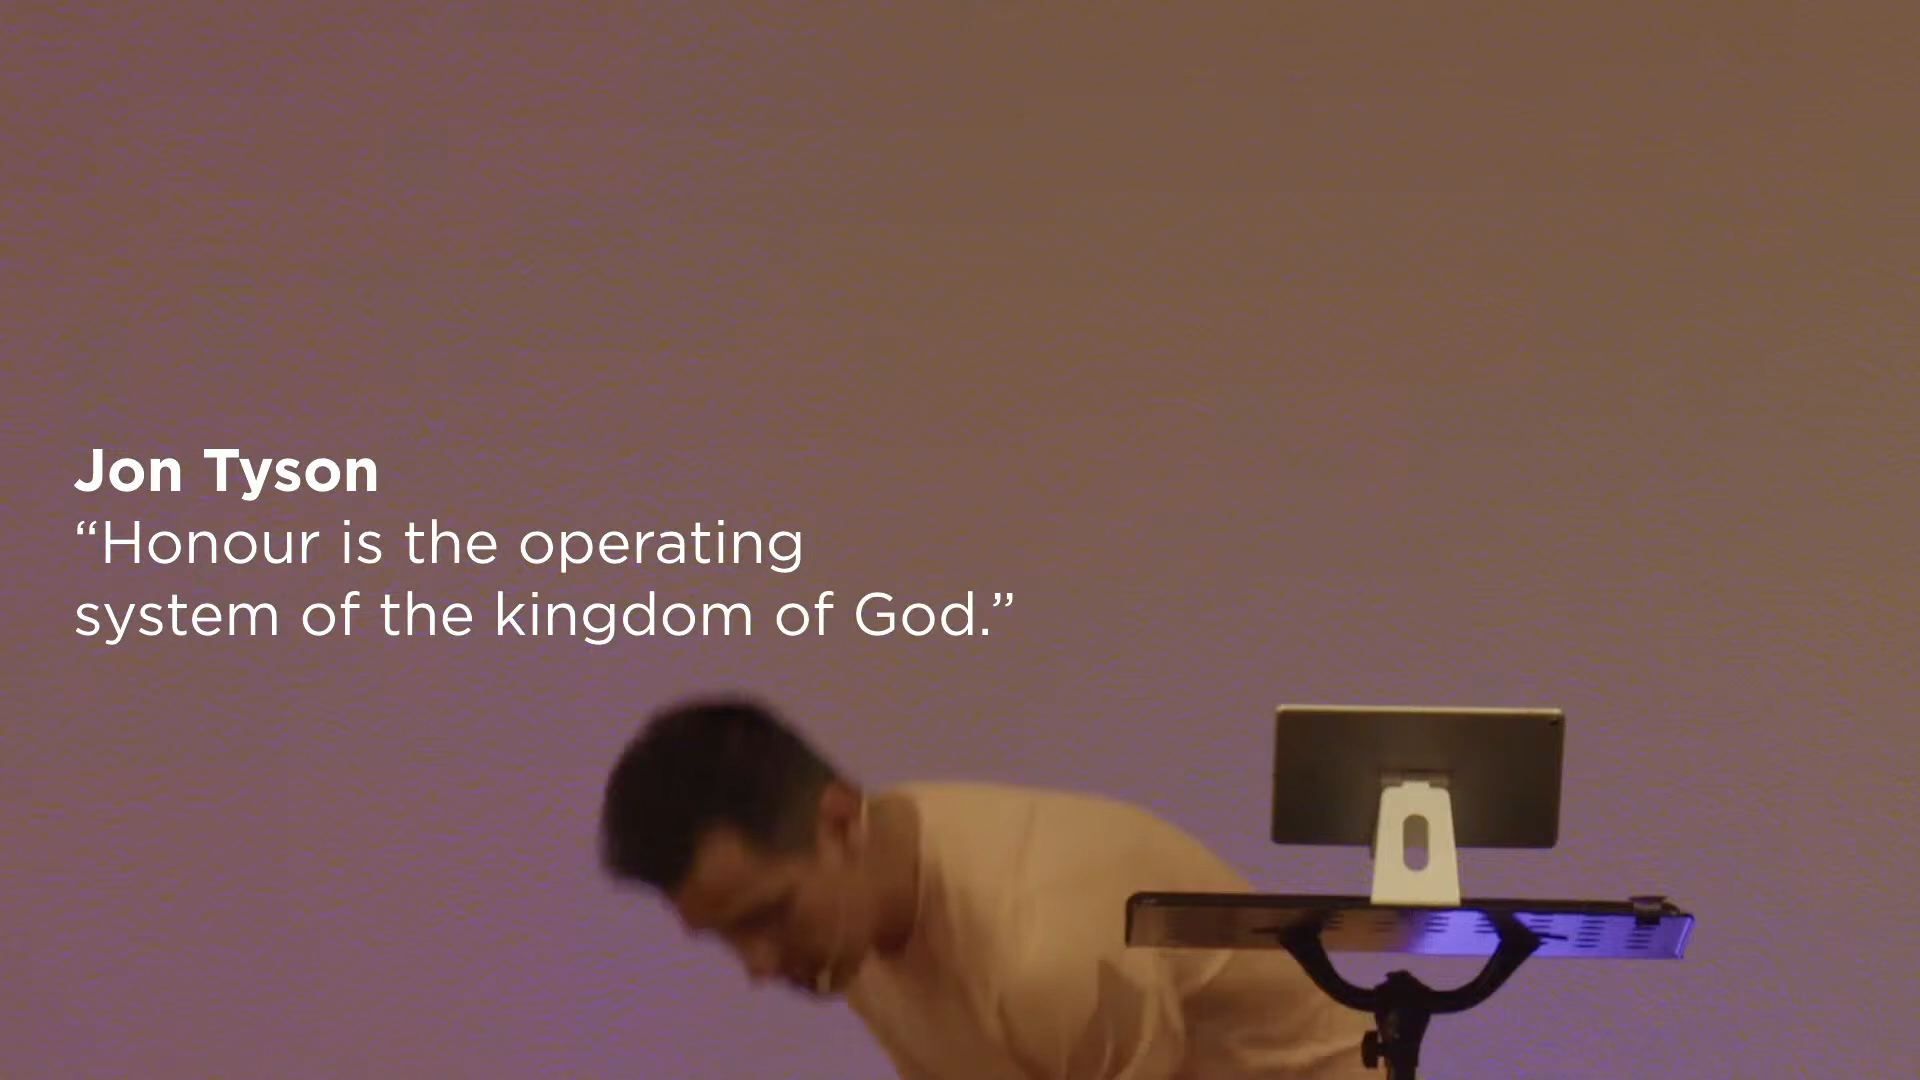 Jon Tyson
“Honour is the operating
system of the kingdom of God.”